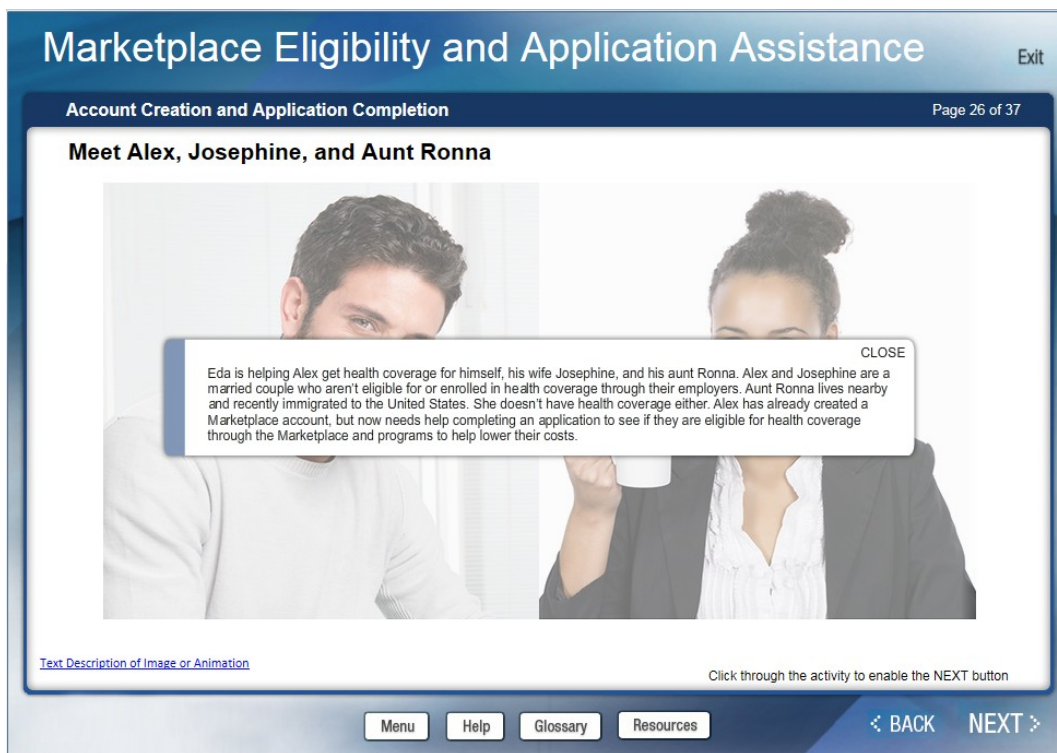 Marketplace Eligibility and Application Assistance
Exit
Account Creation and Application Completion
Page 26 of 37
Meet Alex, Josephine, and Aunt Ronna
CLOSE
Eda is helping Alex get health coverage for himself, his wife Josephine, and his aunt Ronna. Alex and Josephine are a
married couple who aren't eligible for or enrolled in health coverage through their employers. Aunt Ronna lives nearby
and recently immigrated to the United States. She doesn't have health coverage either. Alex has already created a
Marketplace account, but now needs help completing an application to see if they are eligible for health coverage
through the Marketplace and programs to help lower their costs.
Text Description of Image or Animation
Click through the activity to enable the NEXT button
Menu
Help
Glossary
Resources
< BACK
NEXT >